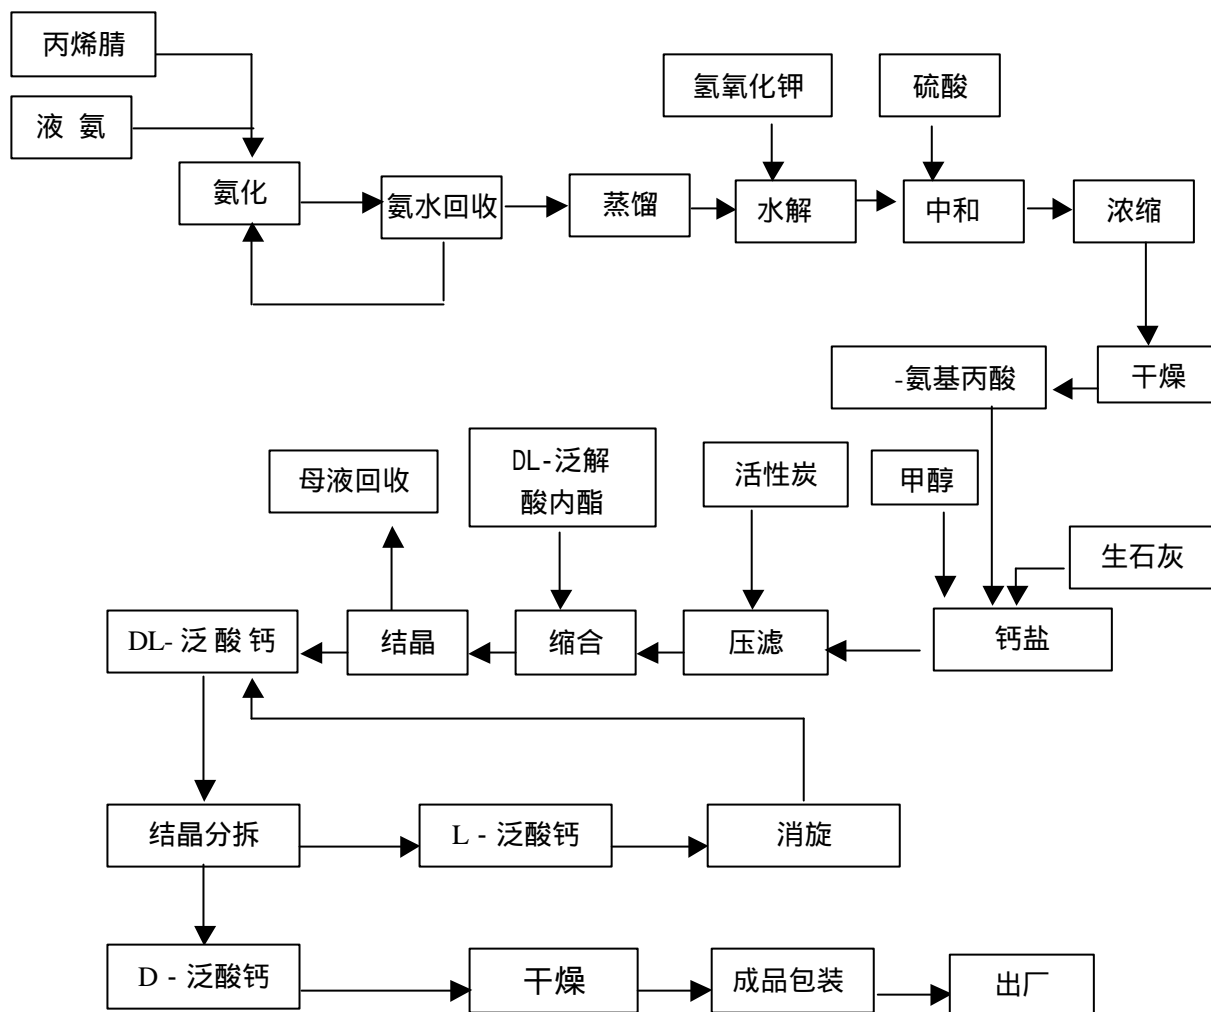 丙烯腈
液 氨
氢氧化钾
硫酸
氨化
氨水回收
蒸馏
水解
中和
浓缩
-氨基丙酸
干燥
母液回收
DL-泛解
酸内酯
活性炭
甲醇
生石灰
DL- 泛 酸 钙
结晶
缩合
压滤
钙盐
结晶分拆
L - 泛酸钙
消旋
D - 泛酸钙
干燥
成品包装
出厂